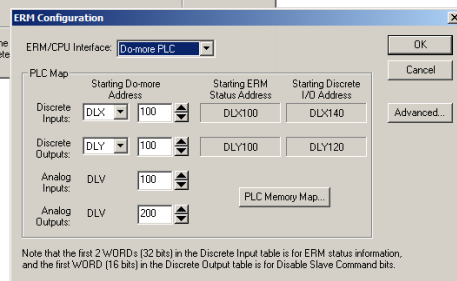 ERM Configuration
ERM/CPU Interface: Do-more PLC
OK
Cancel
Advanced...
PLC Map
Starting Do-more Address
Starting ERM Status Address
Starting Discrete I/O Address
Discrete Inputs: DLX 100 DLX100 DLX140
Discrete Outputs: DLY 100 DLY100 DLY120
Analog Inputs: DLV 100
Analog Outputs: DLV 200
PLC Memory Map...
Note that the first 2 WORDs (32 bits) in the Discrete Input table is for ERM status information,
and the first WORD (16 bits) in the Discrete Output table is for Disable Slave Command bits.